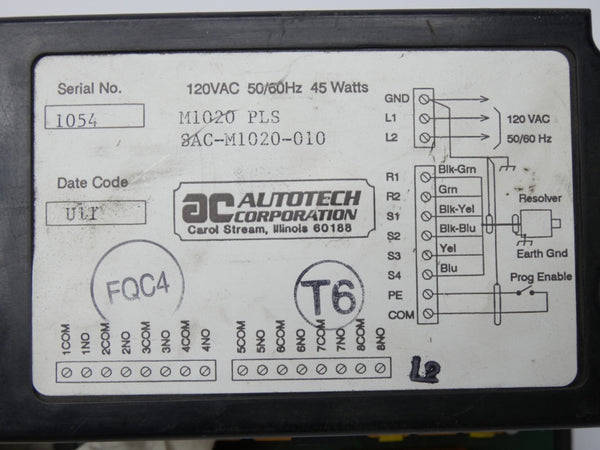 Serial No.
1054
120VAC 50/60Hz 45 Watts
M1020 PLS
SAC-M1020-010
Date Code
ac AUTOTECH
CORPORATION
Carol Stream, Illinois 60188
FQC4
T6
GND
L1
L2
120 VAC
50/60 Hz
R1 Blk-Grn
R2 Grn
S1 Blk-Yel
S2 Blk-Blu
S3 Yel
S4 Blu
PE
COM
Resolver
Earth Gnd
Prog Enable
1COM 1NO 2COM 2NO 3COM 3NO 4COM 4NO
5COM 5NO 6COM 6NO 7COM 7NO 8COM 8NO
L2